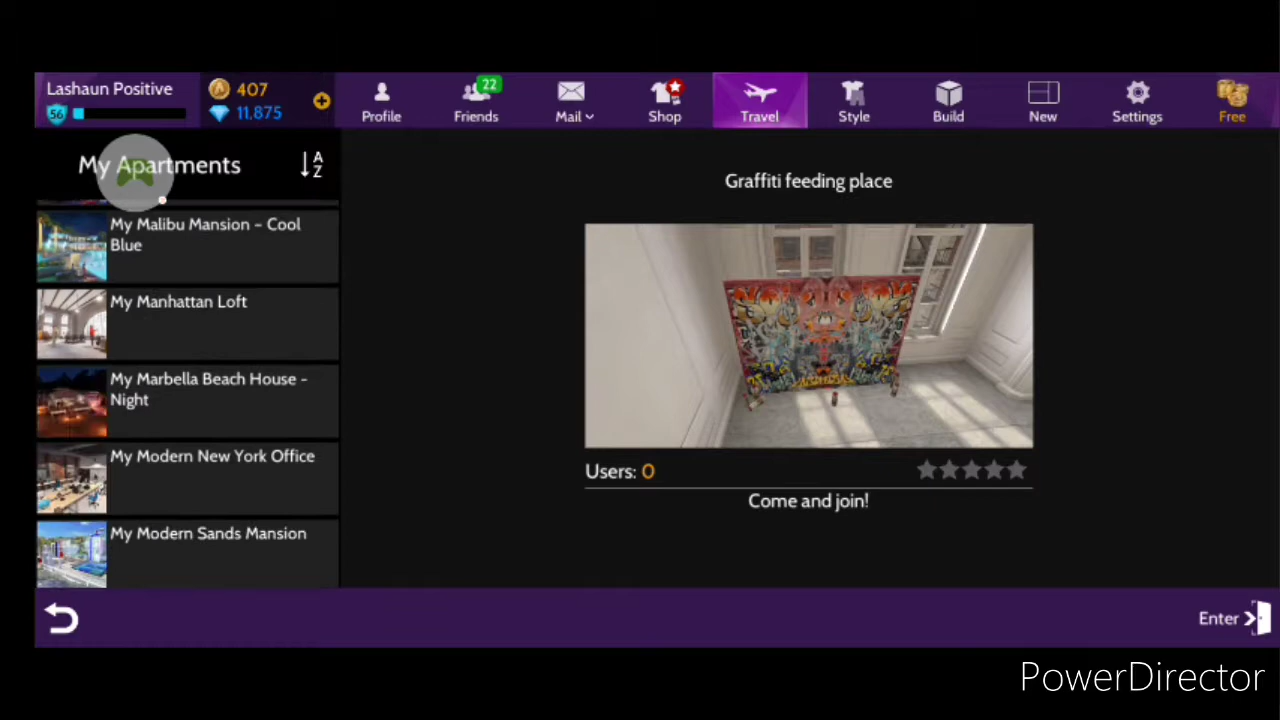 Lashaun Positive
56
A 407
11,875
Profile
22
Friends
Mail
Shop
Travel
Style
Build
New
Settings
Free
My Apartments
A
Z
Graffiti feeding place
My Malibu Mansion - Cool
Blue
My Manhattan Loft
My Marbella Beach House -
Night
My Modern New York Office
My Modern Sands Mansion
Users: 0
Come and join!
Enter
PowerDirector